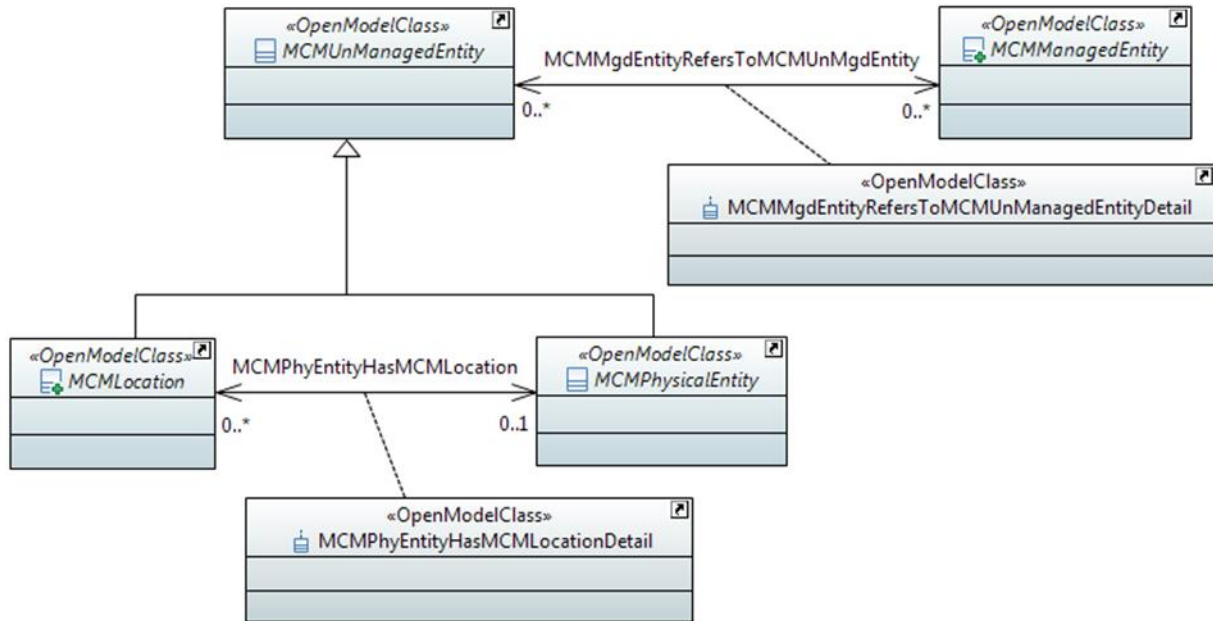 «OpenModelClass»
MCMUnManagedEntity
MCMMgdEntityRefersToMCMUnMgdEntity
0..*
0..*
«OpenModelClass»
MCMManagedEntity
«OpenModelClass»
MCMMgdEntityRefersToMCMUnManagedEntityDetail
«OpenModelClass»
MCMLocation
MCMPhyEntityHasMCMLocation
0..*
0..1
«OpenModelClass»
MCMPhysicalEntity
«OpenModelClass»
MCMPhyEntityHasMCMLocationDetail